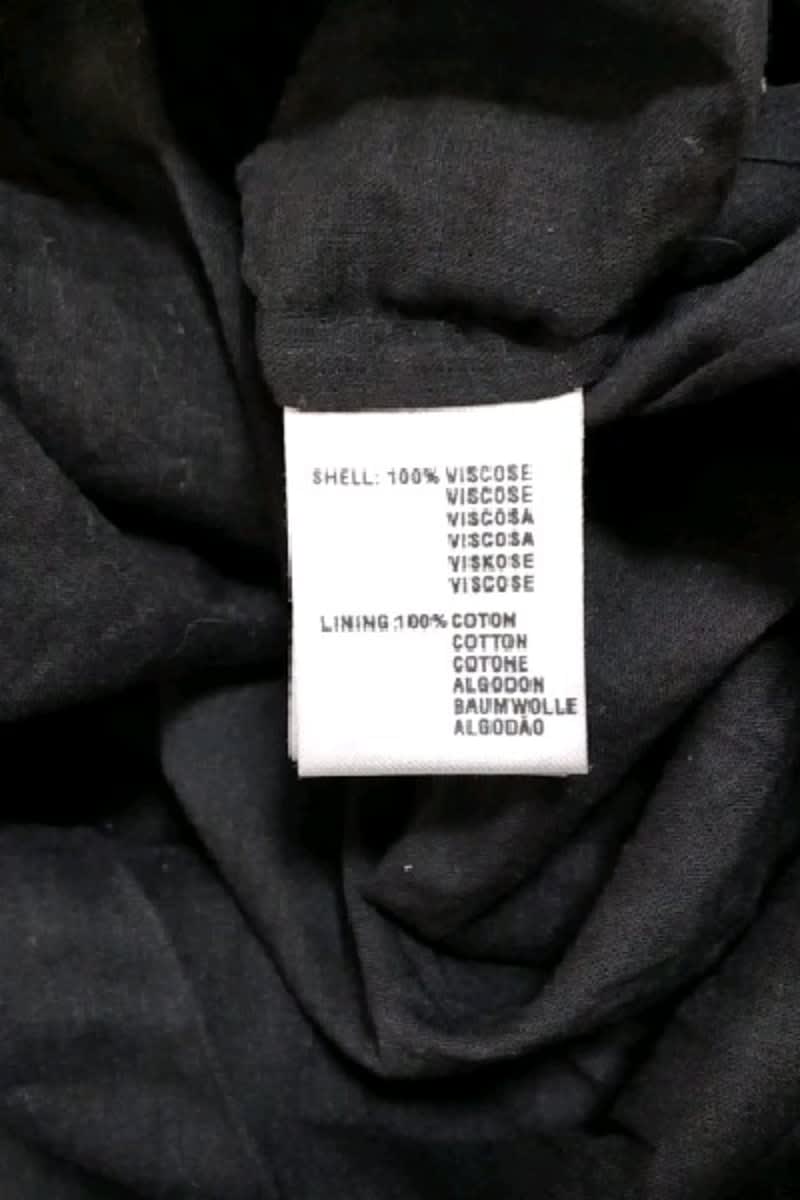 SHELL: 100% VISCOSE
VISCOSE
VISCOSA
VISCOSA
VISKOSE
VISCOSE
LINING:100% COTON
COTTON
COTONE
ALGODON
BAUMWOLLE
ALGODÃO